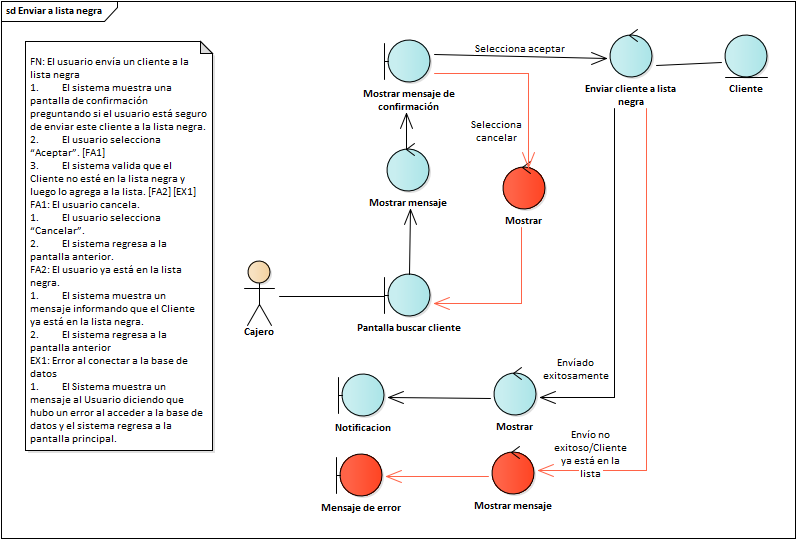 sd Enviar a lista negra
FN: El usuario envía un cliente a la
lista negra
1. El sistema muestra una
pantalla de confirmación
preguntando si el usuario está seguro
de enviar este cliente a la lista negra.
2. El usuario selecciona
“Aceptar”. [FA1]
3. El sistema valida que el
Cliente no esté en la lista negra y
luego lo agrega a la lista. [FA2] [EX1]
FA1: El usuario cancela.
1. El usuario selecciona
“Cancelar”.
2. El sistema regresa a la
pantalla anterior.
FA2: El usuario ya está en la lista
negra.
1. El sistema muestra un
mensaje informando que el Cliente
ya está en la lista negra.
2. El sistema regresa a la
pantalla anterior
EX1: Error al conectar a la base de
datos
1. El Sistema muestra un
mensaje al Usuario diciendo que
hubo un error al acceder a la base de
datos y el sistema regresa a la
pantalla principal.
Selecciona aceptar
Mostrar mensaje de
confirmación
Enviar cliente a lista
negra
Cliente
Selecciona
cancelar
Mostrar mensaje
Mostrar
Cajero
Pantalla buscar cliente
Envíado
exitosamente
Notificacion
Mostrar
Envío no
exitoso/Cliente
ya está en la
lista
Mensaje de error
Mostrar mensaje